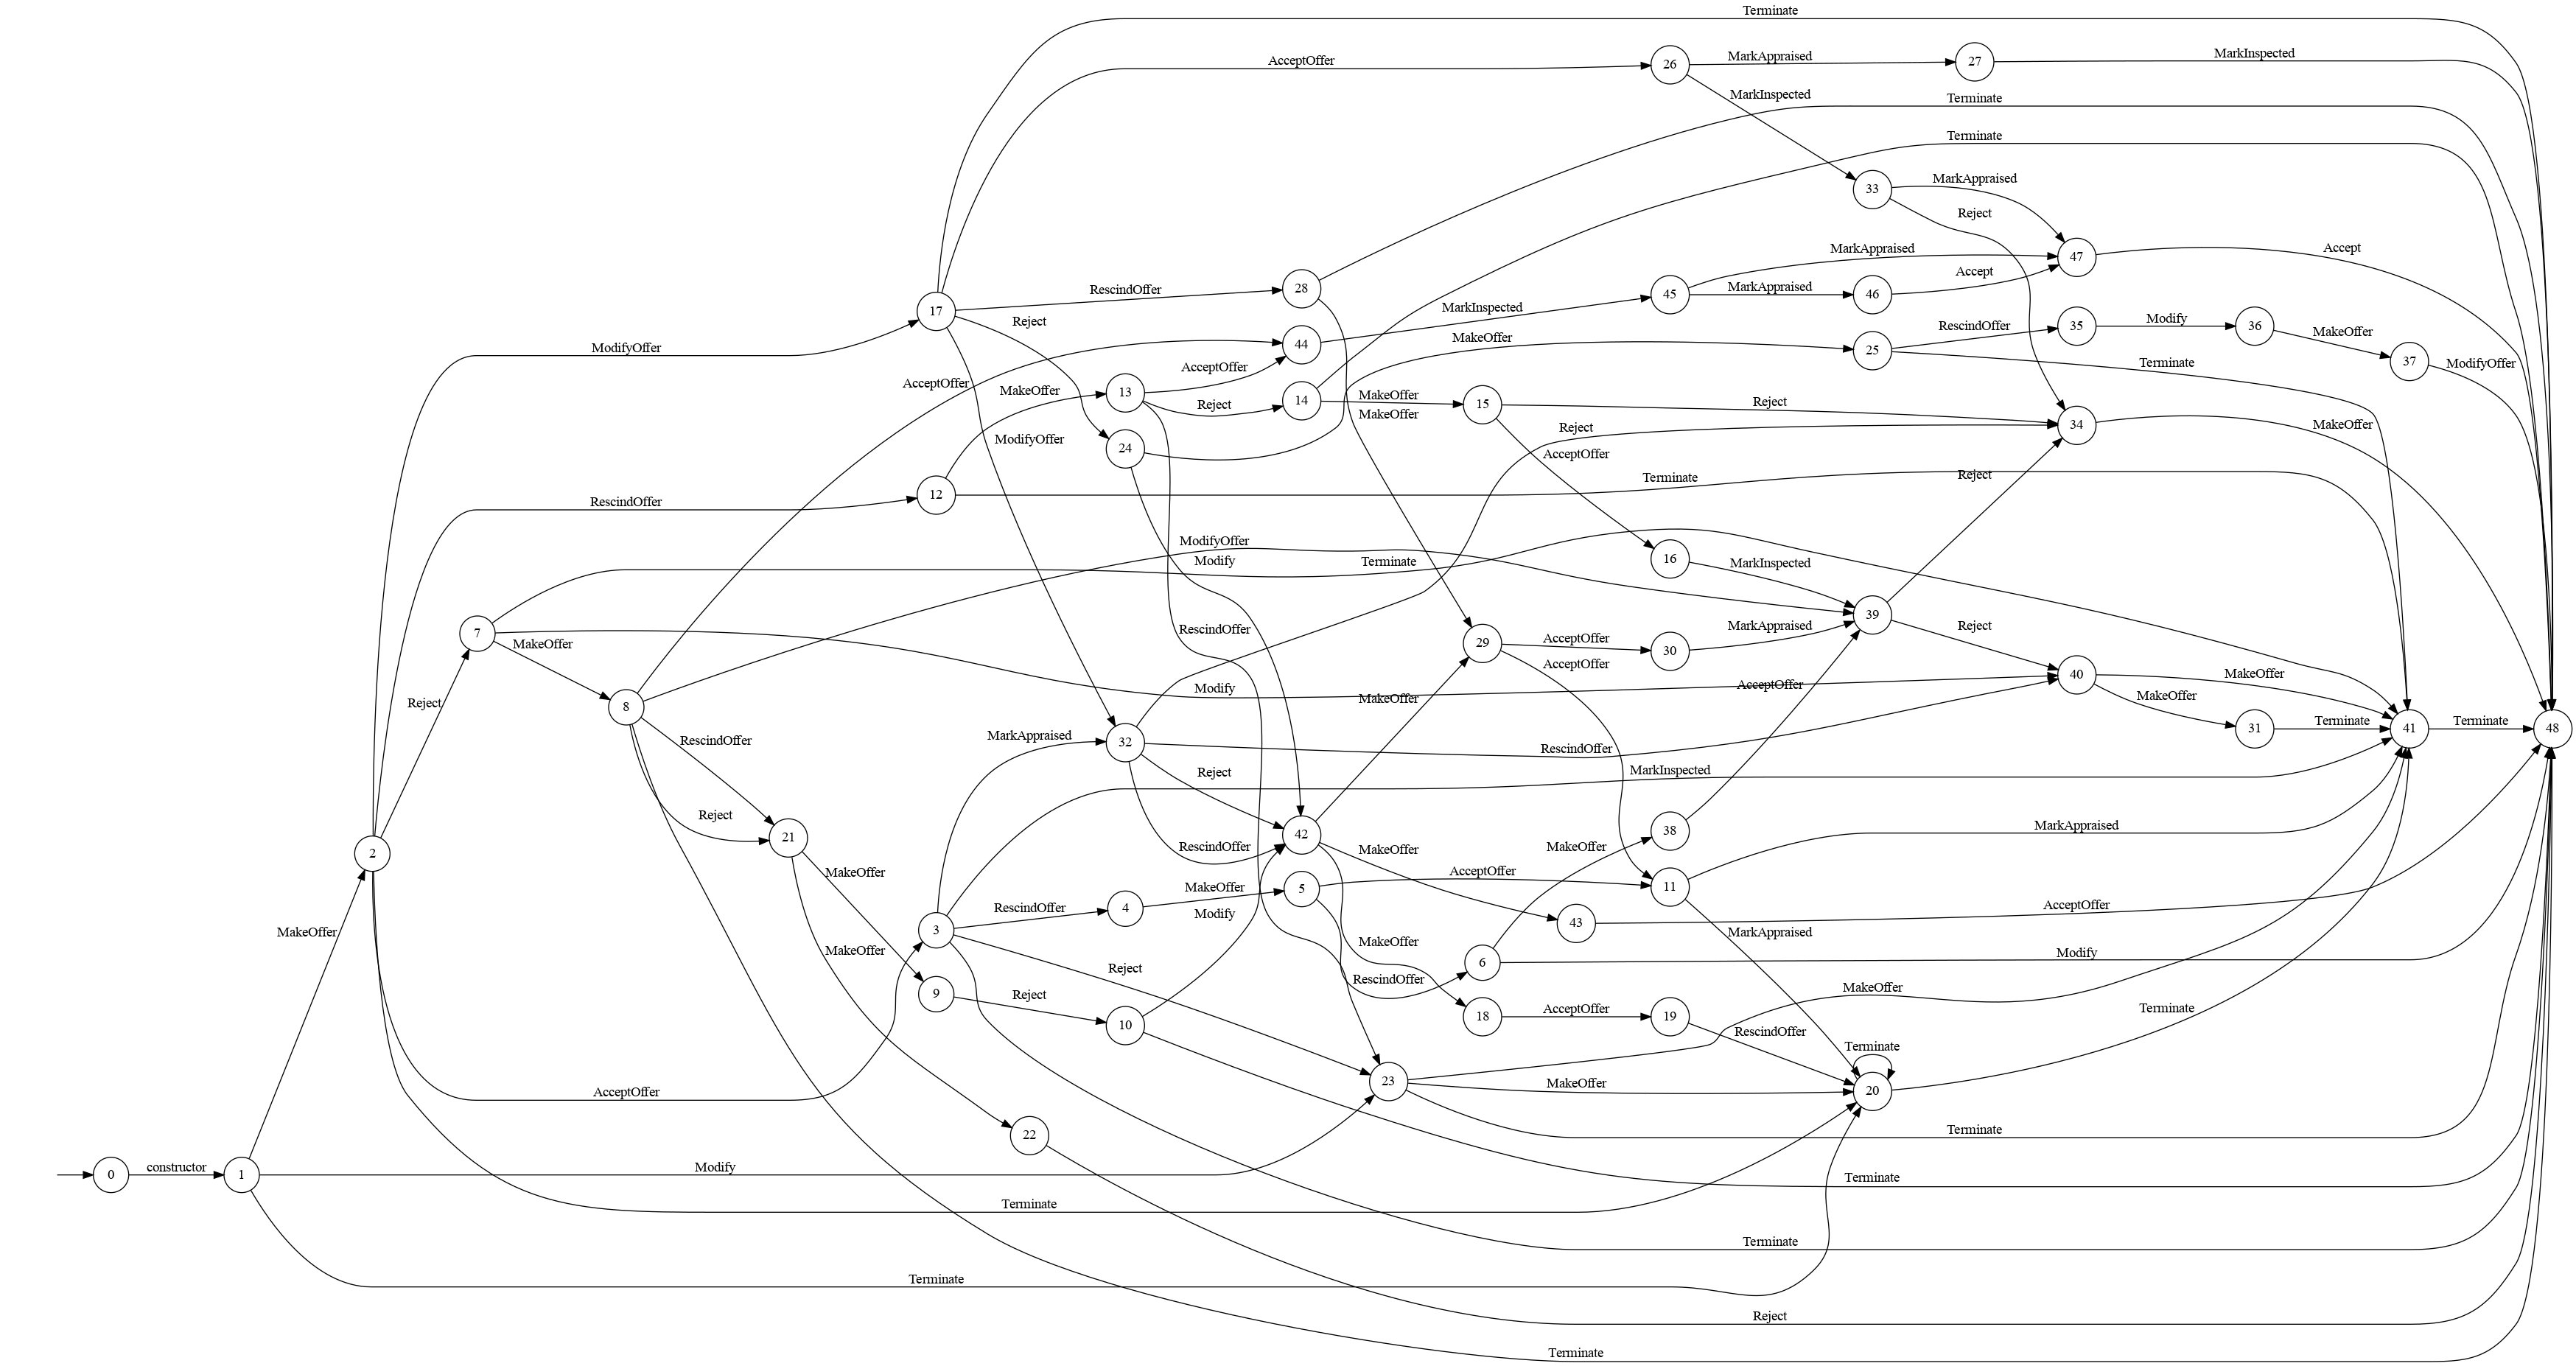 Terminate
AcceptOffer
26
MarkAppraised
27
MarkInspected
MarkInspected
Terminate
Terminate
33
MarkAppraised
Reject
MarkAppraised
47
Accept
17
RescindOffer
28
Reject
44
MarkInspected
45
MarkAppraised
46
Accept
ModifyOffer
AcceptOffer
MakeOffer
13
AcceptOffer
Reject
14
MakeOffer
MakeOffer
15
MakeOffer
25
RescindOffer
35
Modify
36
MakeOffer
37
ModifyOffer
Terminate
Reject
Reject
AcceptOffer
34
MakeOffer
ModifyOffer
24
RescindOffer
12
Terminate
Reject
ModifyOffer
Modify
Terminate
16
MarkInspected
39
7
MakeOffer
RescindOffer
29
AcceptOffer
30
MarkAppraised
Reject
AcceptOffer
Reject
8
Modify
MakeOffer
AcceptOffer
40
MakeOffer
MakeOffer
31
Terminate
41
Terminate
48
RescindOffer
MarkAppraised
32
RescindOffer
Reject
MarkInspected
Reject
21
RescindOffer
42
38
2
MakeOffer
MakeOffer
MakeOffer
MakeOffer
AcceptOffer
MarkAppraised
3
RescindOffer
4
MakeOffer
5
Modify
11
43
AcceptOffer
MakeOffer
MakeOffer
MarkAppraised
6
Modify
Reject
RescindOffer
9
Reject
10
18
AcceptOffer
19
RescindOffer
MakeOffer
Terminate
Terminate
23
MakeOffer
20
AcceptOffer
22
Terminate
0
constructor
1
Modify
Terminate
Terminate
Terminate
Terminate
Reject
Terminate